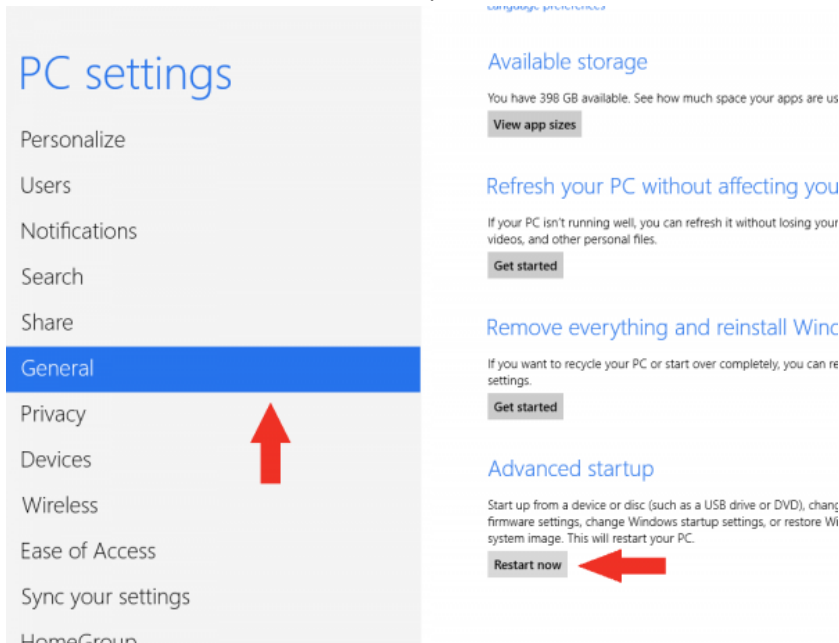 PC settings
Personalize
Users
Notifications
Search
Share
General
Privacy
Devices
Wireless
Ease of Access
Sync your settings
HomeGroup
Language preferences
Available storage
You have 398 GB available. See how much space your apps are us
View app sizes
Refresh your PC without affecting you
If your PC isn't running well, you can refresh it without losing your
videos, and other personal files.
Get started
Remove everything and reinstall Wind
If you want to recycle your PC or start over completely, you can re
settings.
Get started
Advanced startup
Start up from a device or disc (such as a USB drive or DVD), chang
firmware settings, change Windows startup settings, or restore Wi
system image. This will restart your PC.
Restart now